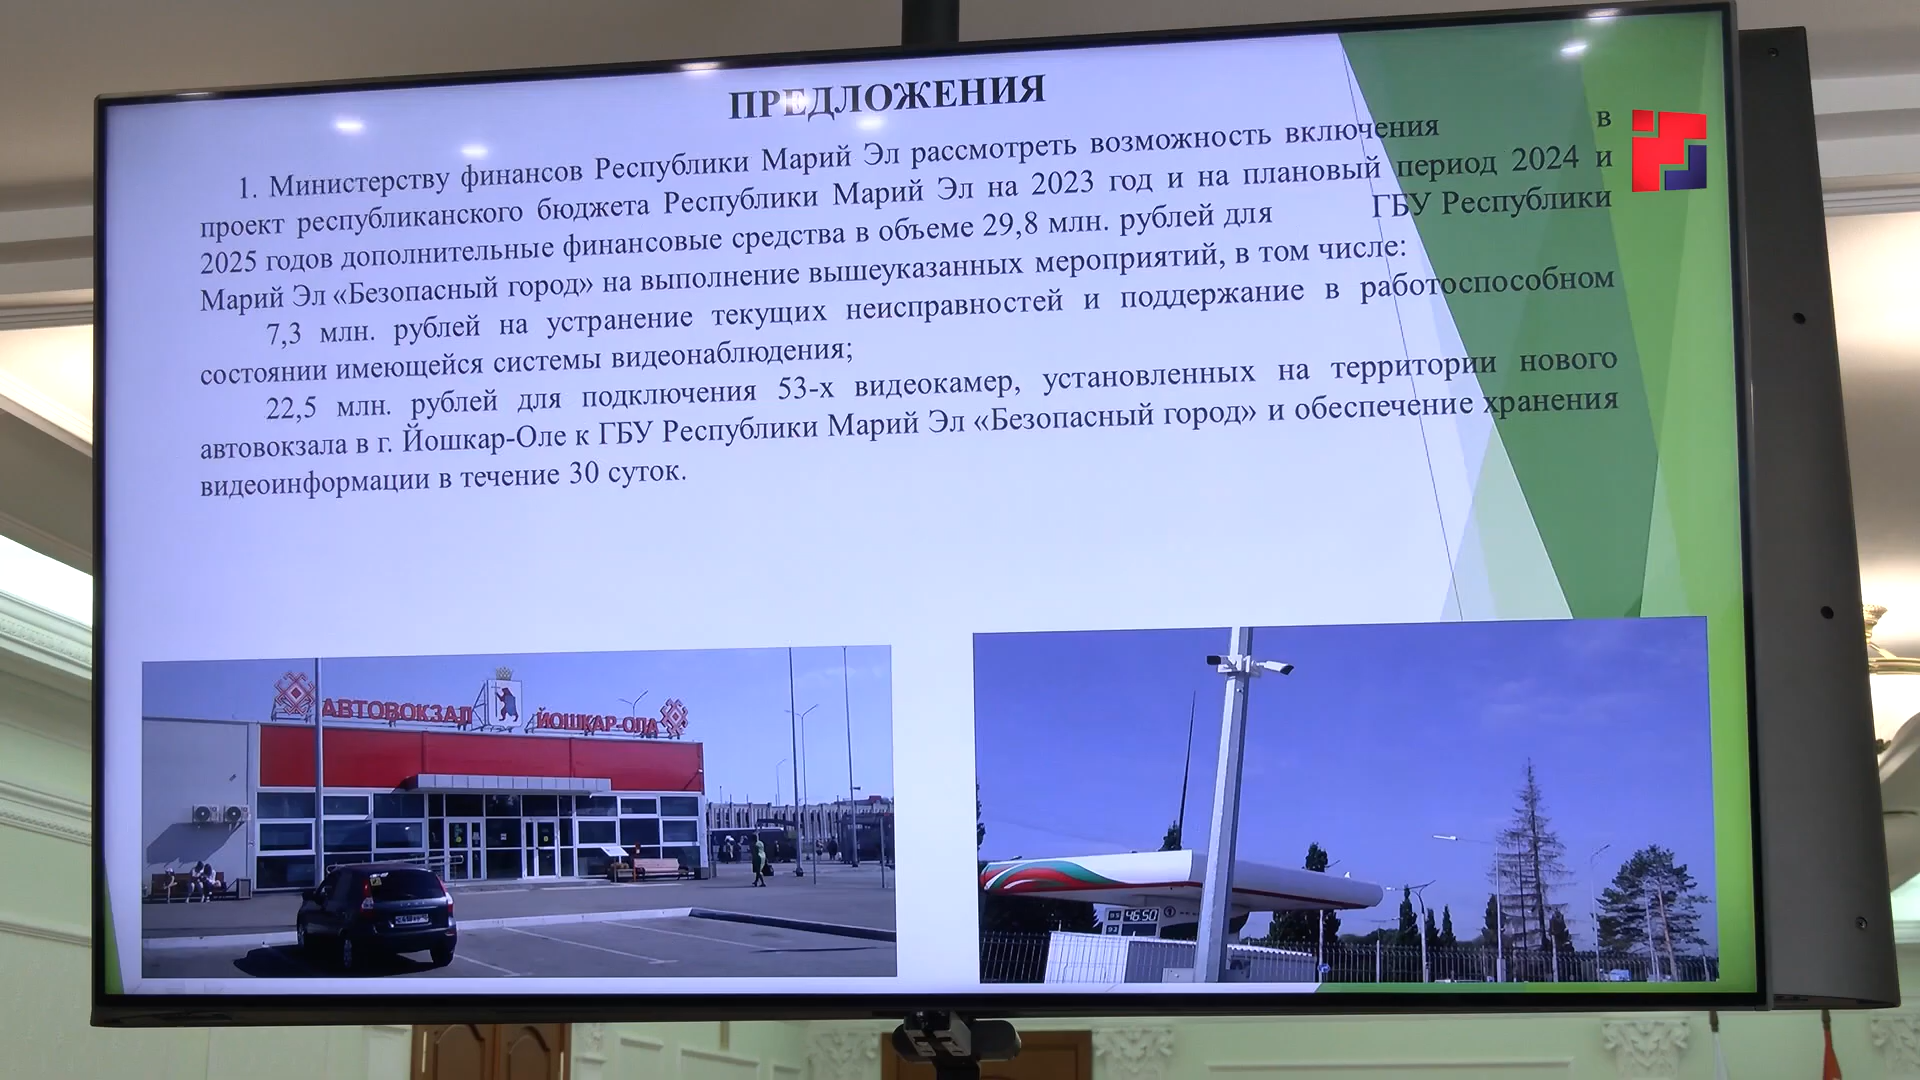 ПРЕДЛОЖЕНИЯ
1. Министерству финансов Республики Марий Эл рассмотреть возможность включения в
проект республиканского бюджета Республики Марий Эл на 2023 год и на плановый период 2024 и
2025 годов дополнительные финансовые средства в объеме 29,8 млн. рублей для ГБУ Республики
Марий Эл «Безопасный город» на выполнение вышеуказанных мероприятий, в том числе:
7,3 млн. рублей на устранение текущих неисправностей и поддержание в работоспособном
состоянии имеющейся системы видеонаблюдения;
22,5 млн. рублей для подключения 53-х видеокамер, установленных на территории нового
автовокзала в г. Йошкар-Оле к ГБУ Республики Марий Эл «Безопасный город» и обеспечение хранения
видеоинформации в течение 30 суток.
АВТОВОКЗАЛ ЙОШКАР-ОЛА
95 46.50
92